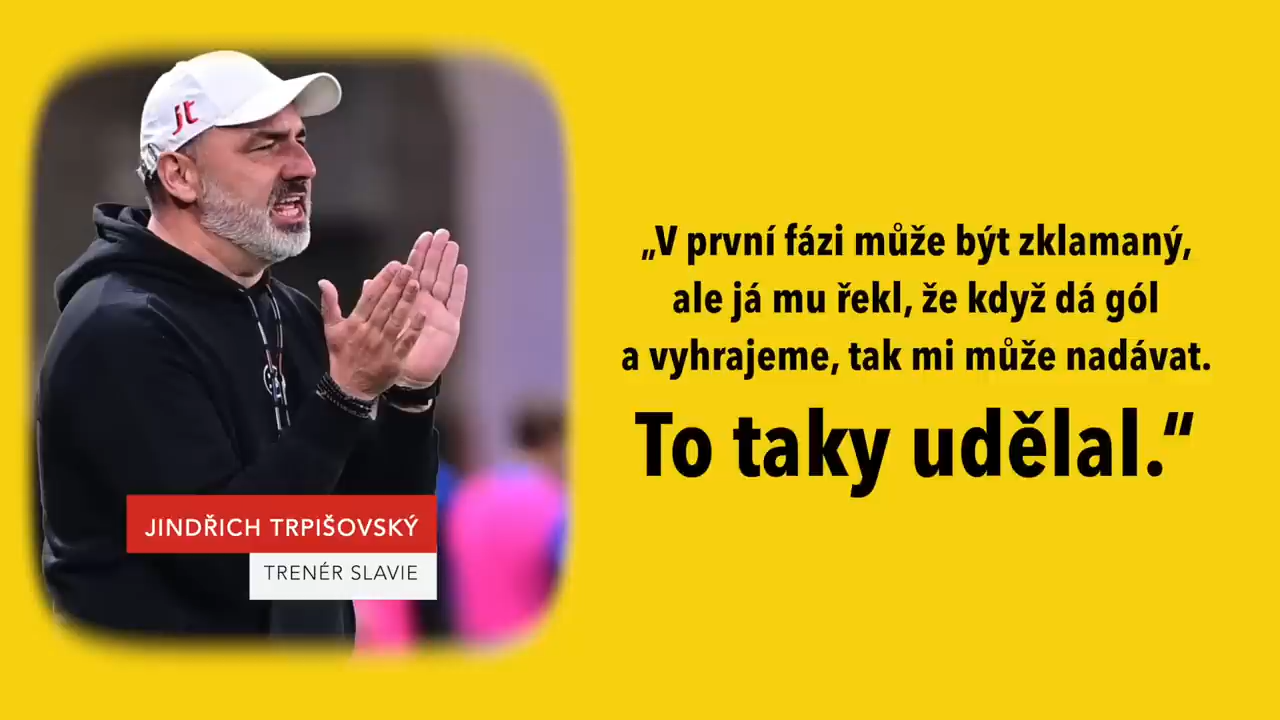 jt
„V první fázi může být zklamaný,
ale já mu řekl, že když dá gól
a vyhrajeme, tak mi může nadávat.
To taky udělal.“
JINDŘICH TRPIŠOVSKÝ
TRENÉR SLAVIE